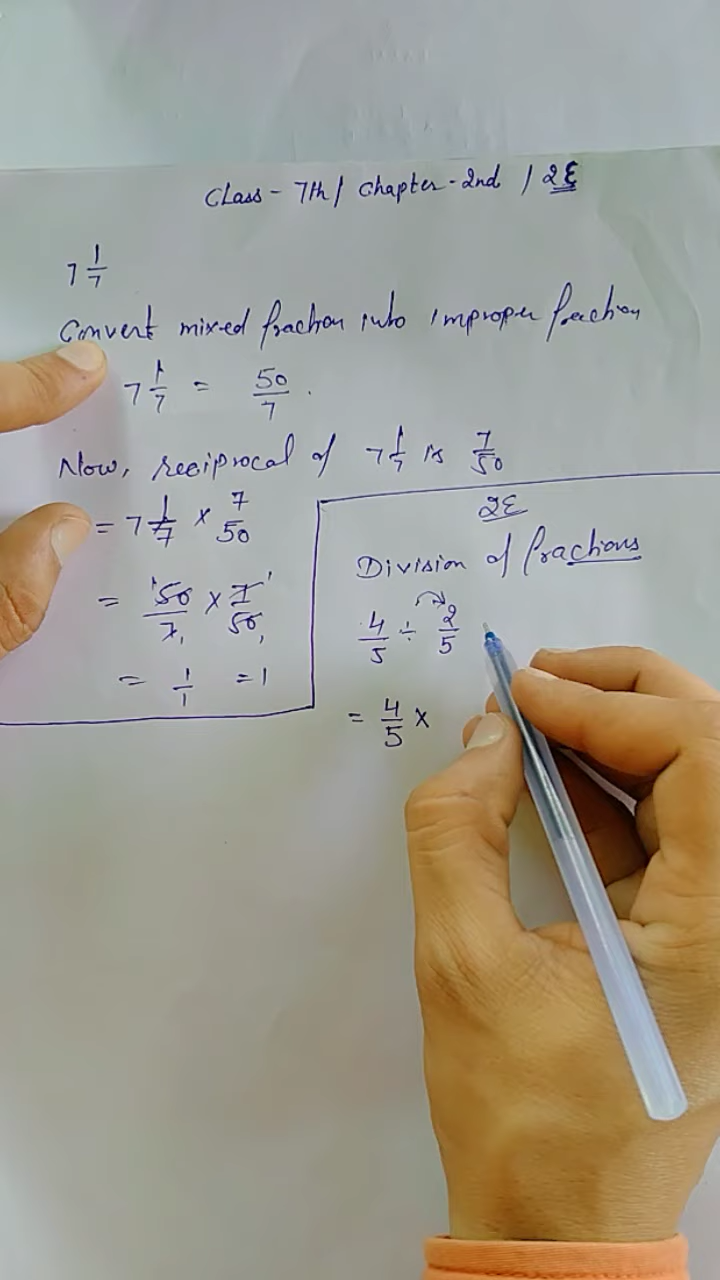 Class - 7th / Chapter - 2nd / 2E
7 1/7
Convert mixed fraction into improper fraction
7 1/7 = 50/7 .
Now, reciprocal of 7 1/7 is 7/50
= 7 1/7 × 7/50
= 50/7 × 7/50
= 1/1 = 1
2E
Division of fractions
4/5 ÷ 2/5
= 4/5 ×